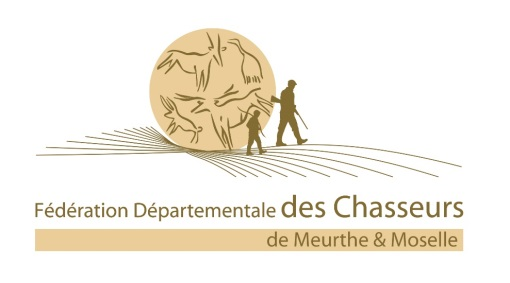 Fédération Départementale des Chasseurs
de Meurthe & Moselle